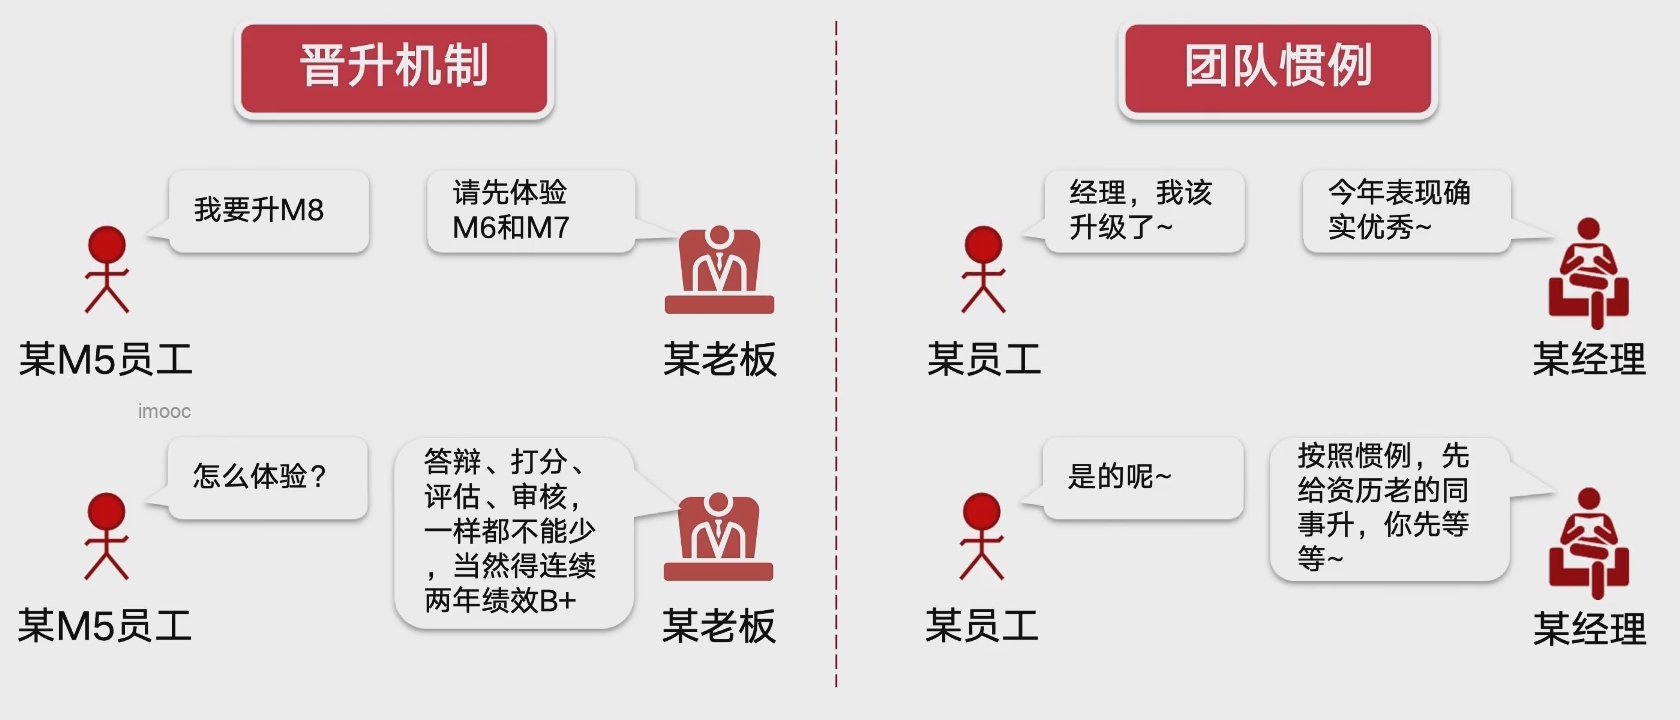 晋升机制
我要升M8
请先体验
M6和M7
某M5员工
某老板
imooc
怎么体验?
答辩、打分、
评估、审核，
一样都不能少
，当然得连续
两年绩效B+
某M5员工
某老板
团队惯例
经理，我该
升级了~
今年表现确
实优秀~
某员工
某经理
是的呢~
按照惯例，先
给资历老的同
事升，你先等
等~
某员工
某经理